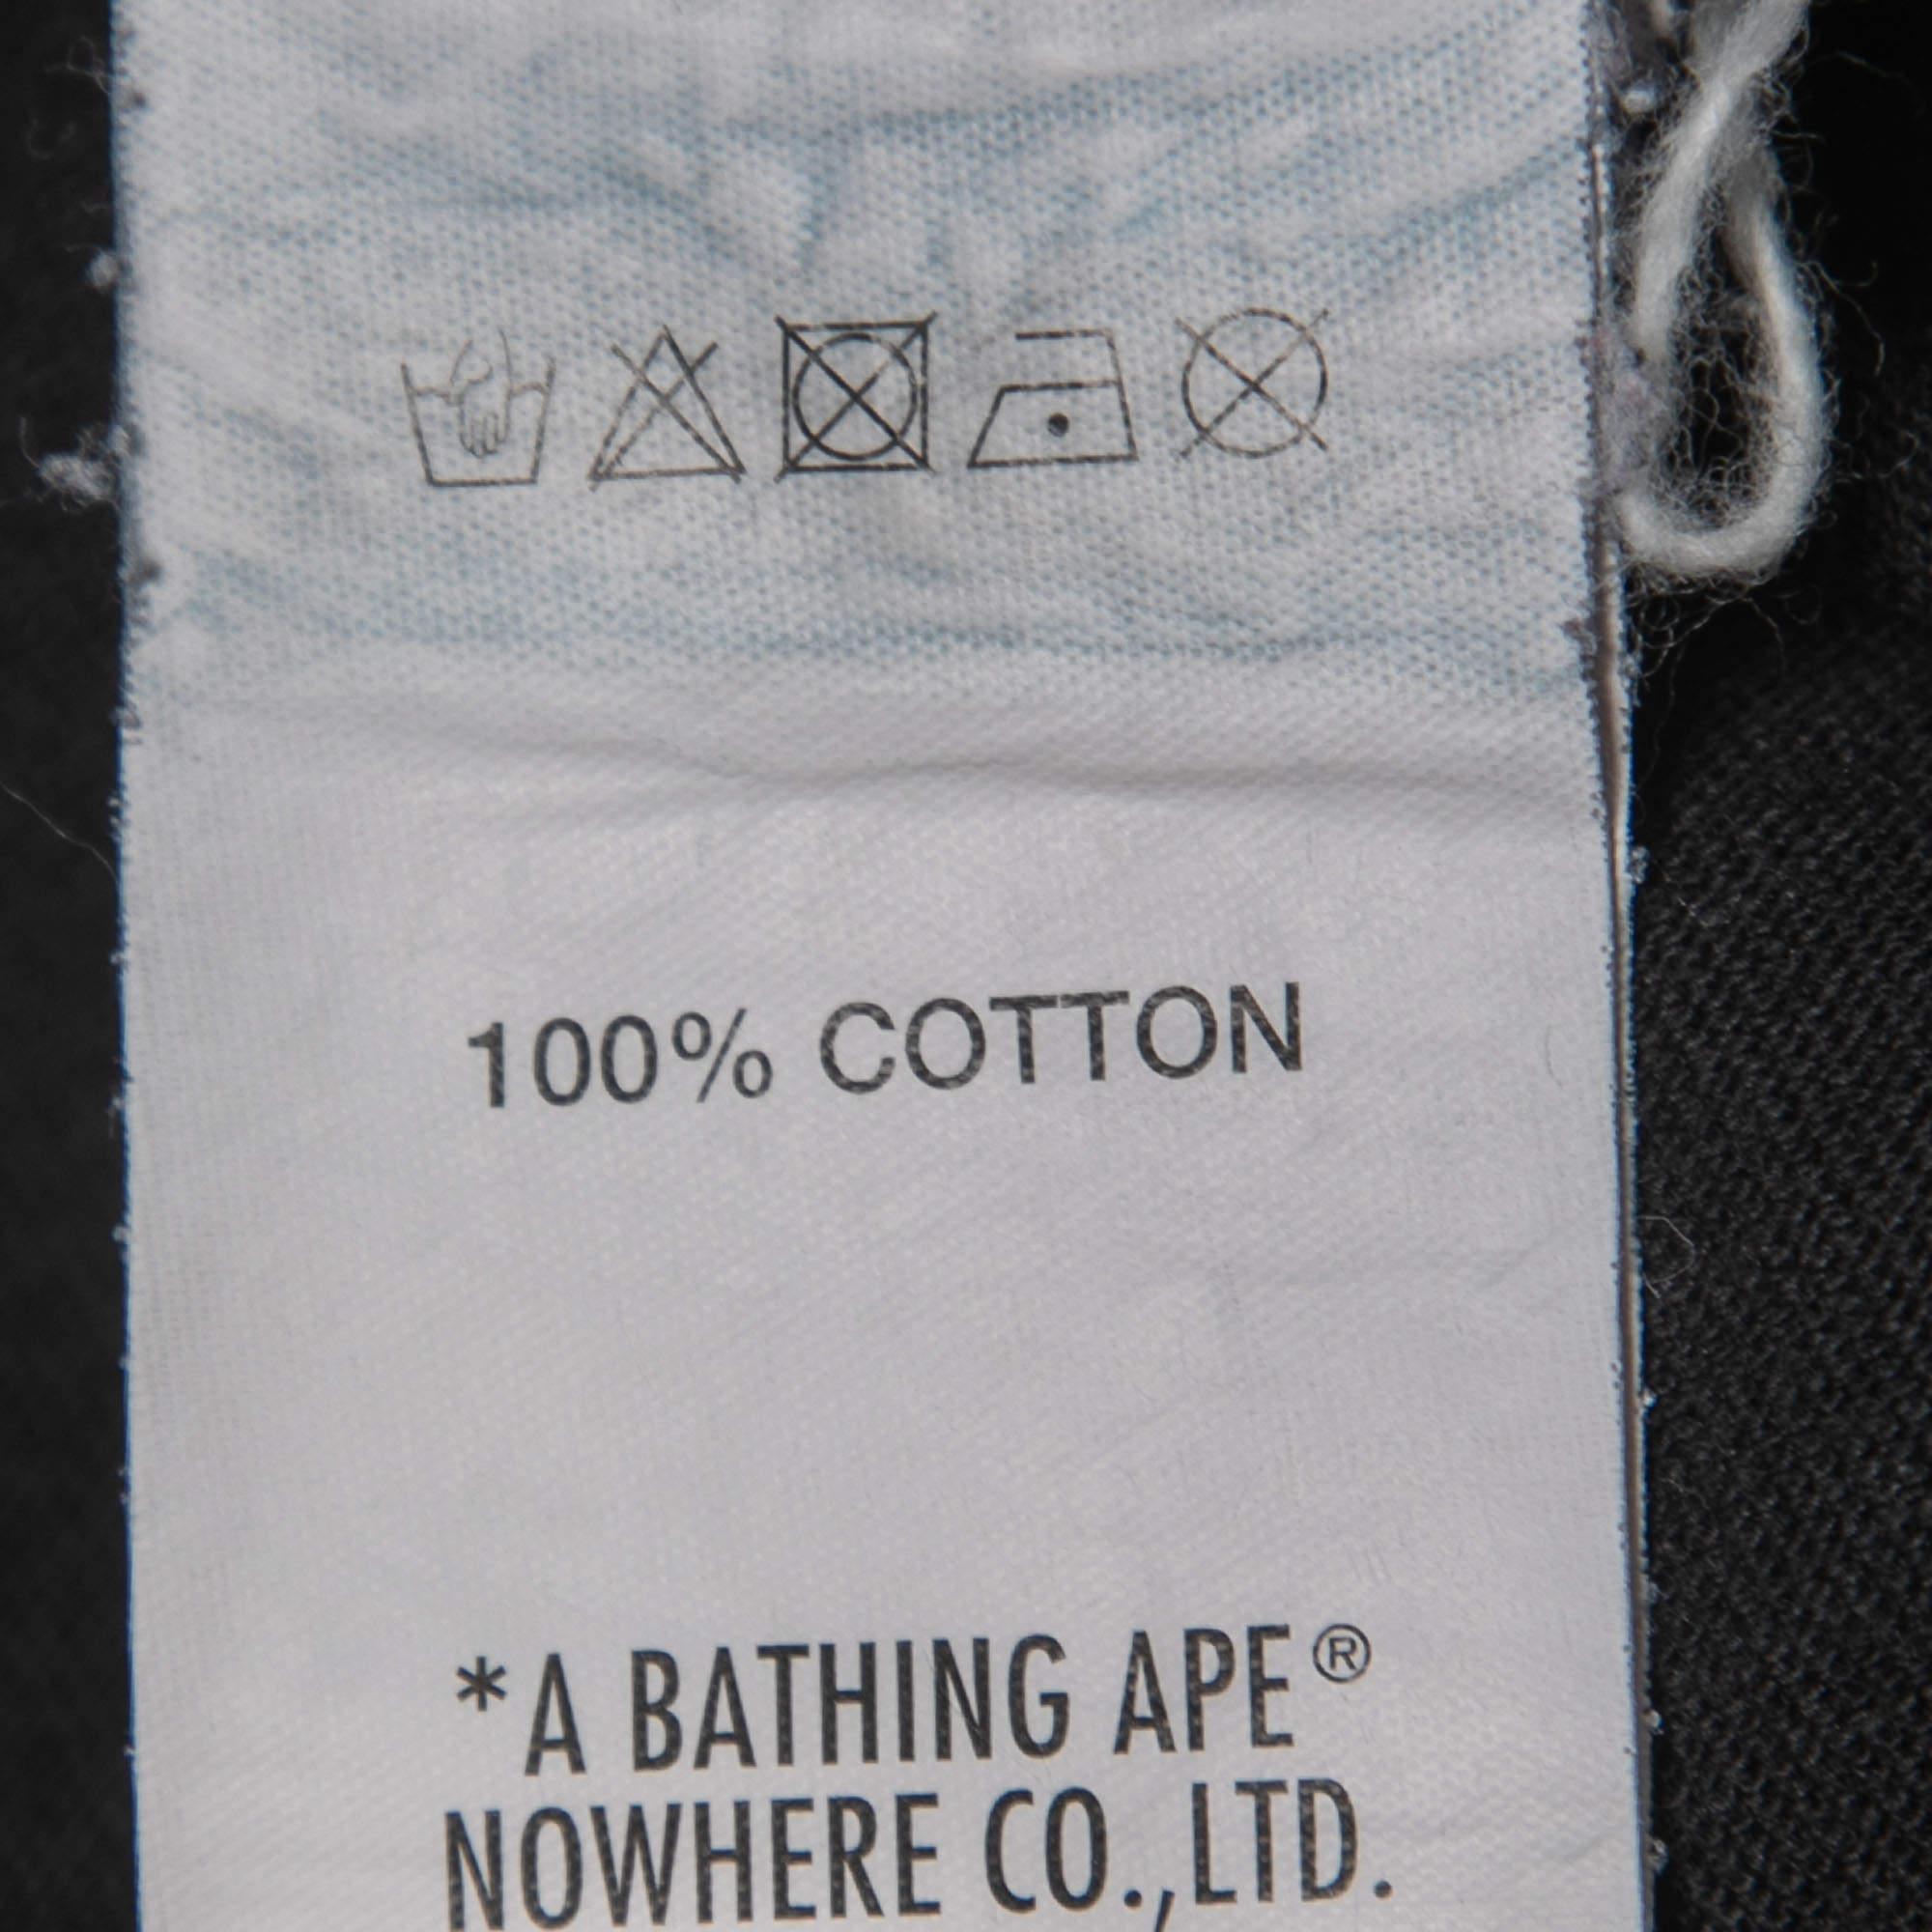 100% COTTON
*A BATHING APE®
NOWHERE CO.,LTD.